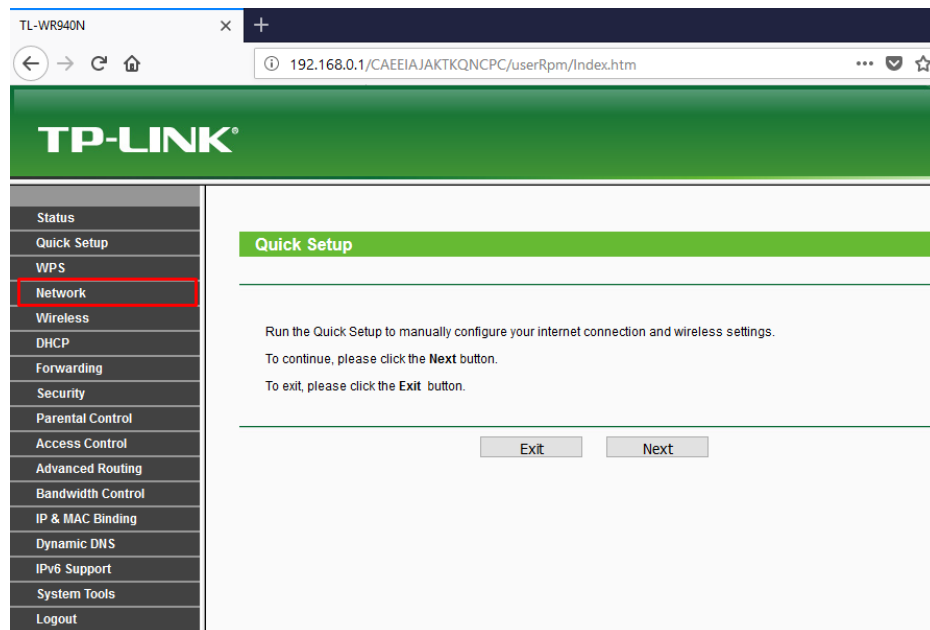 TL-WR940N
192.168.0.1/CAEEIAJAKTKQNCPC/userRpm/Index.htm
TP-LINK®
Status
Quick Setup
WPS
Network
Wireless
DHCP
Forwarding
Security
Parental Control
Access Control
Advanced Routing
Bandwidth Control
IP & MAC Binding
Dynamic DNS
IPv6 Support
System Tools
Logout
Quick Setup
Run the Quick Setup to manually configure your internet connection and wireless settings.
To continue, please click the Next button.
To exit, please click the Exit button.
Exit Next